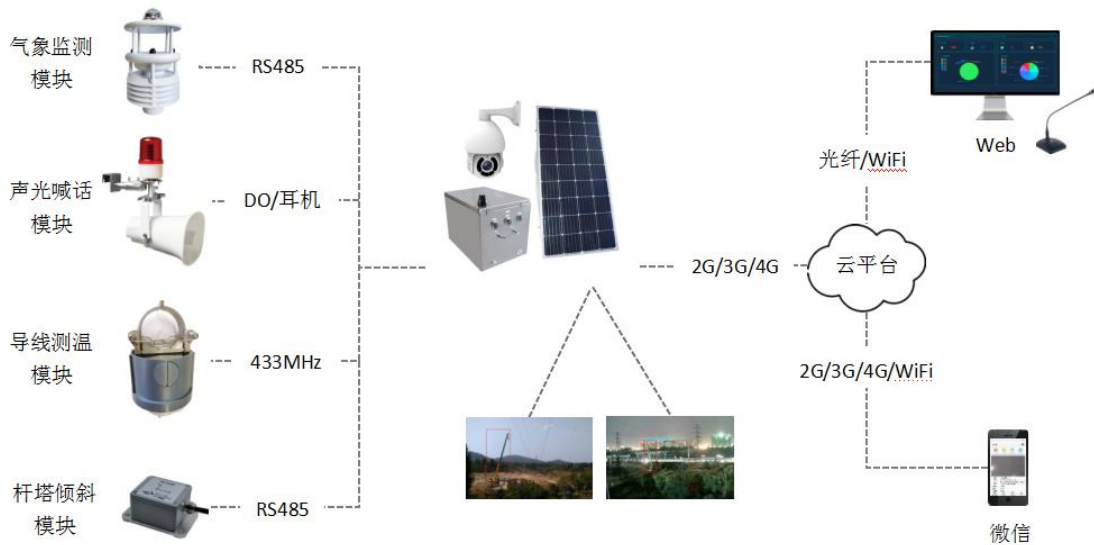 气象监测
模块
RS485
声光喊话
模块
DO/耳机
导线测温
模块
433MHz
杆塔倾斜
模块
RS485
2G/3G/4G
云平台
光纤/WiFi
Web
2G/3G/4G/WiFi
微信